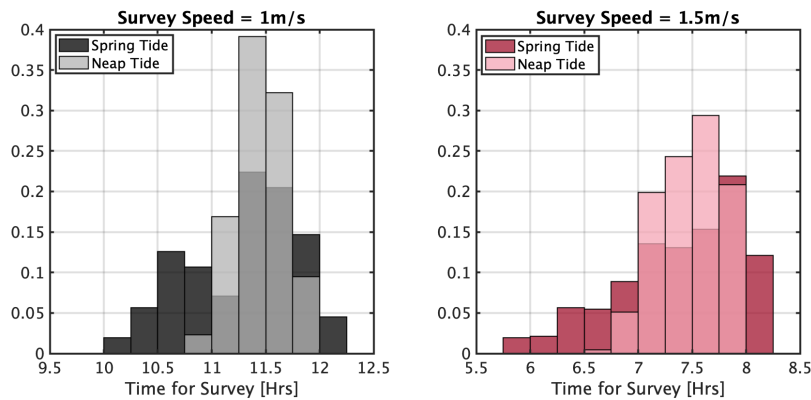 Survey Speed = 1m/s
Spring Tide
Neap Tide
0.4
0.35
0.3
0.25
0.2
0.15
0.1
0.05
0
9.5 10 10.5 11 11.5 12 12.5
Time for Survey [Hrs]
Survey Speed = 1.5m/s
Spring Tide
Neap Tide
0.4
0.35
0.3
0.25
0.2
0.15
0.1
0.05
0
5.5 6 6.5 7 7.5 8 8.5
Time for Survey [Hrs]